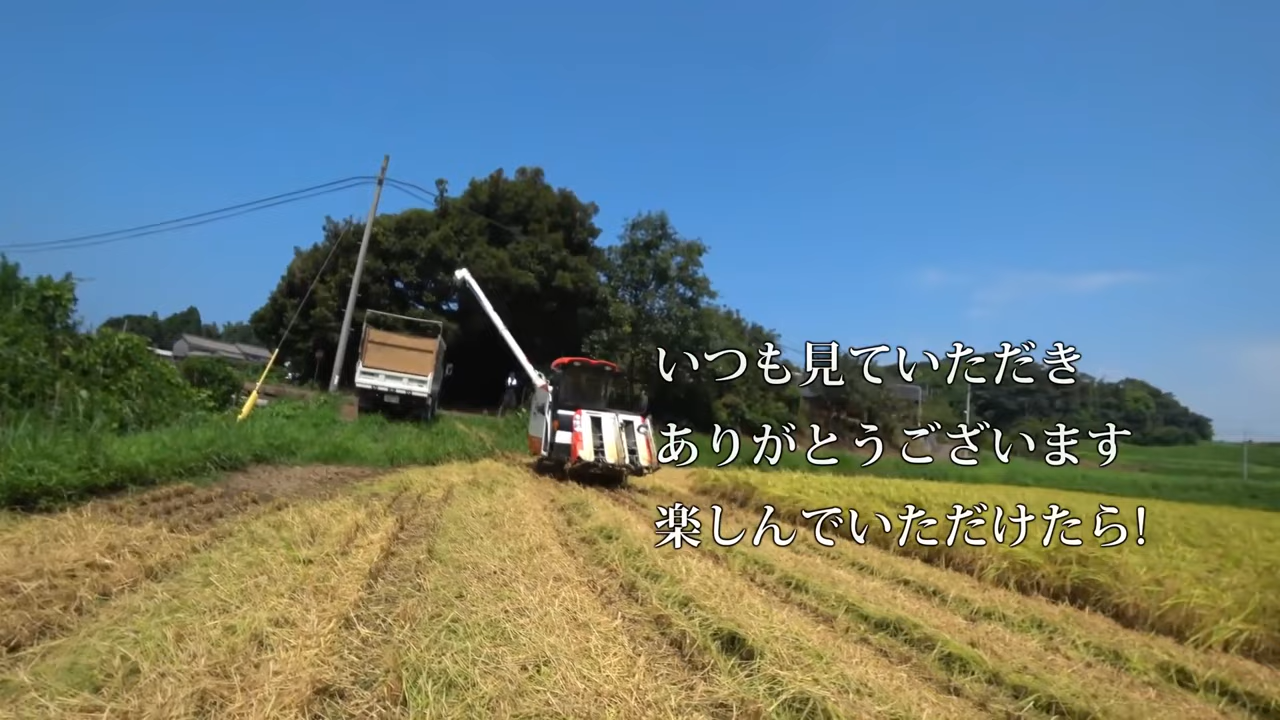 いつも見ていただき
ありがとうございます
楽しんでいただけたら!